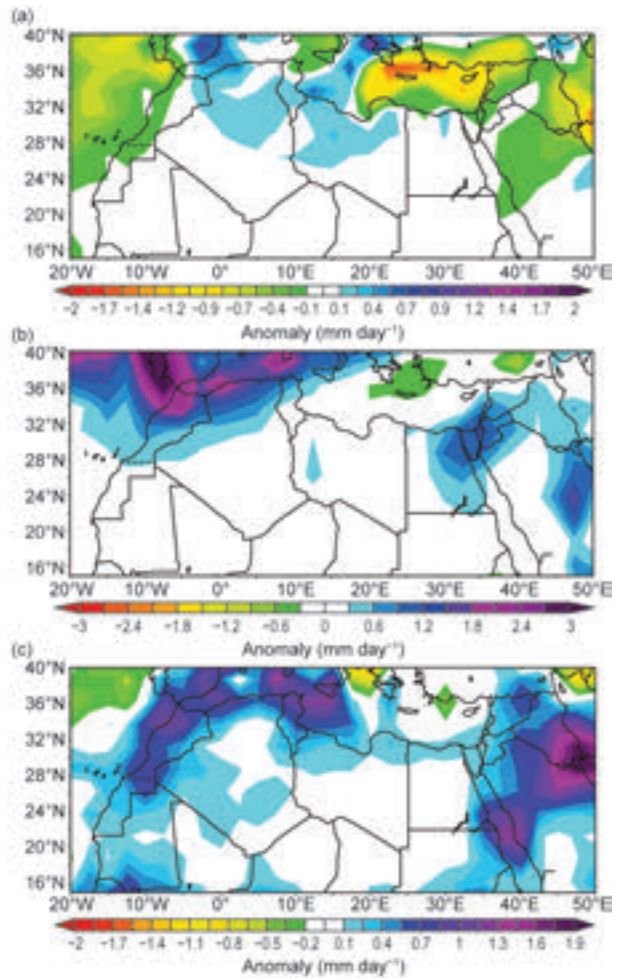 (a)
40°N
36°N
32°N
28°N
24°N
20°N
16°N
20°W 10°W 0° 10°E 20°E 30°E 40°E 50°E
−2 −1.7 −1.4 −1.2 −0.9 −0.7 −0.4 −0.1 0.1 0.4 0.7 0.9 1.2 1.4 1.7 2
Anomaly (mm day⁻¹)
(b)
40°N
36°N
32°N
28°N
24°N
20°N
16°N
20°W 10°W 0° 10°E 20°E 30°E 40°E 50°E
−3 −2.4 −1.8 −1.2 −0.6 0 0.6 1.2 1.8 2.4 3
Anomaly (mm day⁻¹)
(c)
40°N
36°N
32°N
28°N
24°N
20°N
16°N
20°W 10°W 0° 10°E 20°E 30°E 40°E 50°E
−2 −1.7 −1.4 −1.1 −0.8 −0.5 −0.2 0.1 0.4 0.7 1 1.3 1.6 1.9
Anomaly (mm day⁻¹)